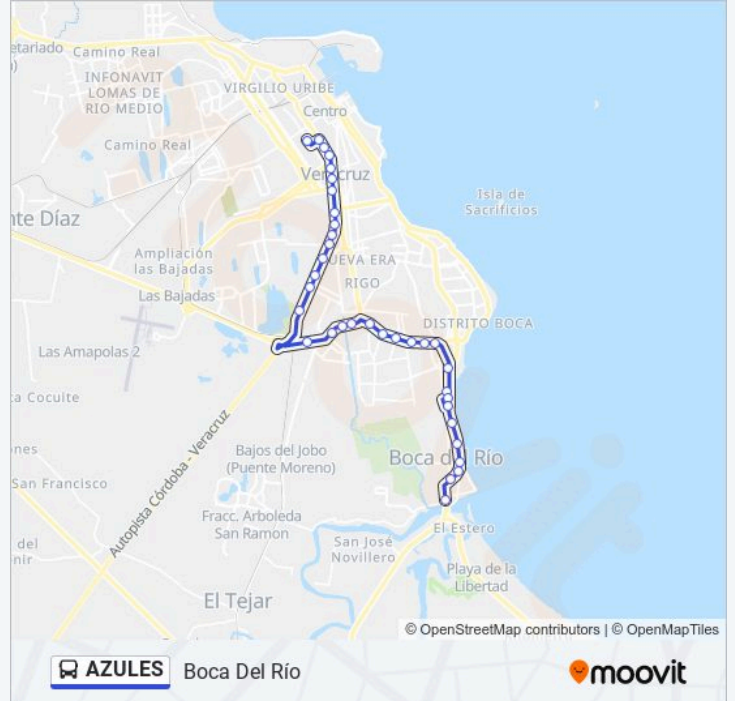 etariado
)
Camino Real
INFONAVIT
LOMAS DE
RIO MEDIO
VIRGILIO URIBE
Centro
Camino Real
Veracruz
Isla de
Sacrificios
nte Díaz
Ampliación
las Bajadas
UEVA ERA
RIGO
Las Bajadas
DISTRITO BOCA
Las Amapolas 2
a Cocuite
Autopista Córdoba - Veracruz
nes
Bajos del Jobo
(Puente Moreno)
Boca del Río
San Francisco
Fracc. Arboleda
San Ramon
El Estero
San José
Novillero
del
nir
Playa de la
Libertad
El Tejar
© OpenStreetMap contributors | © OpenMapTiles
AZULES Boca Del Río
moovit